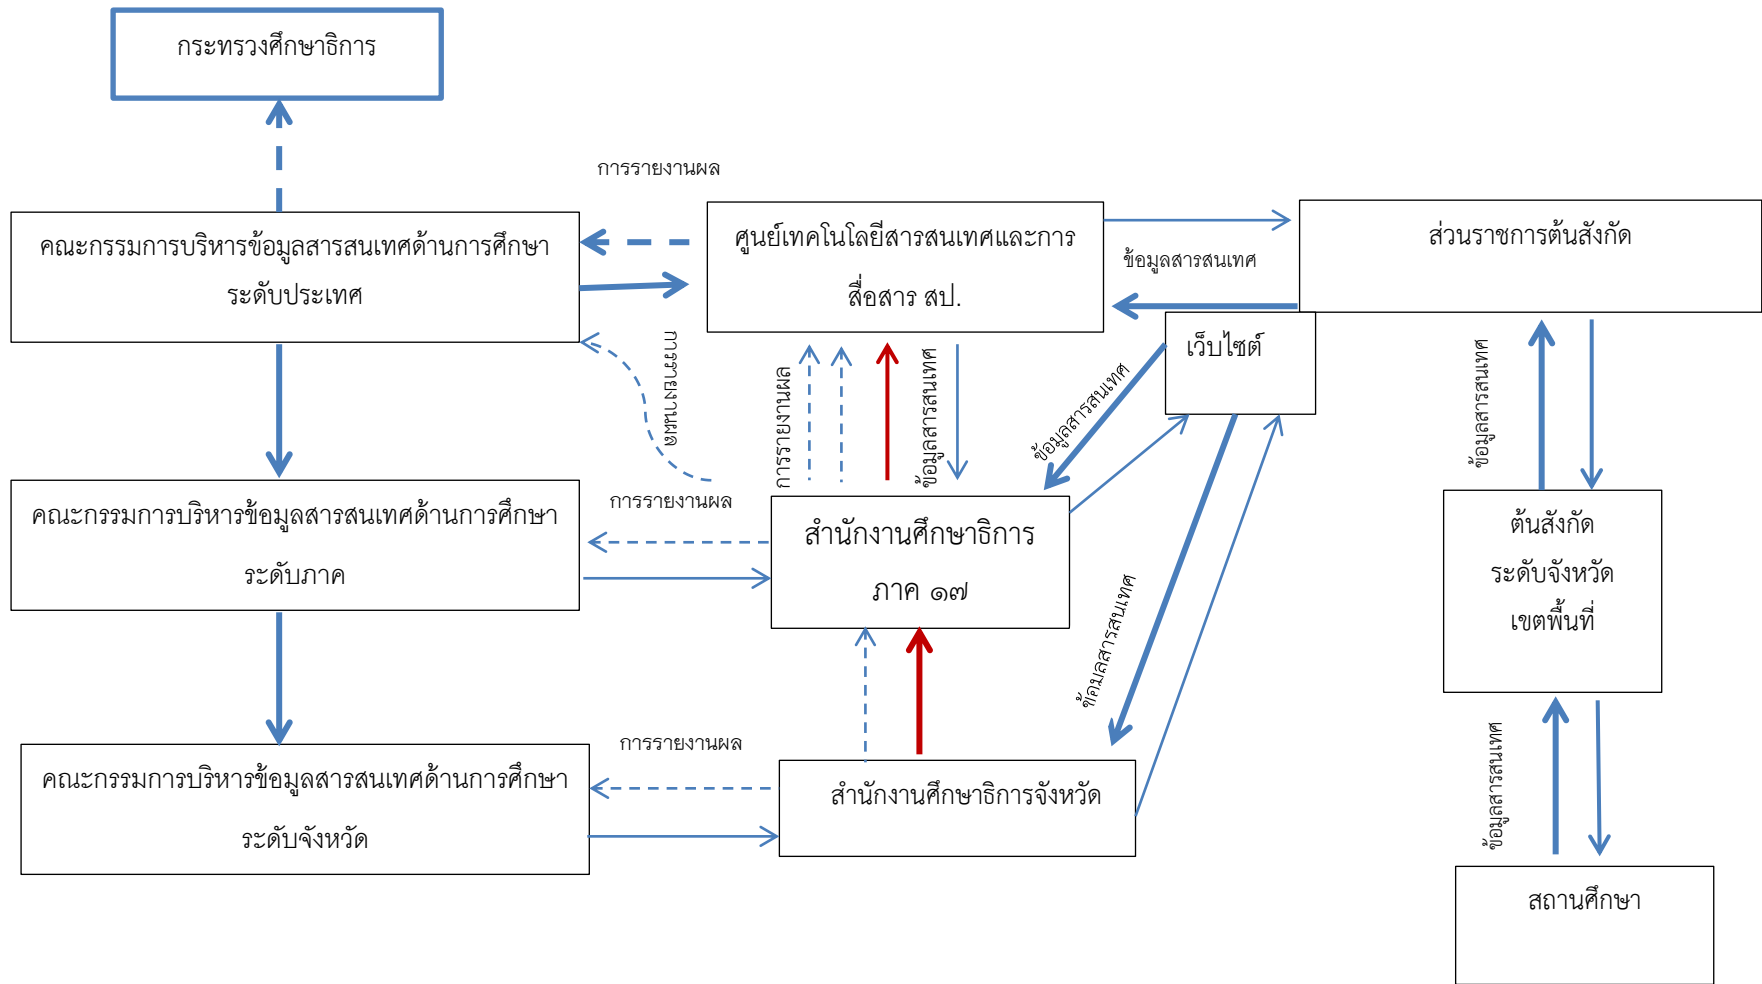 กระทรวงศึกษาธิการ
การรายงานผล
คณะกรรมการบริหารข้อมูลสารสนเทศด้านการศึกษา
ระดับประเทศ
ศูนย์เทคโนโลยีสารสนเทศและการ
สื่อสาร สป.
ส่วนราชการต้นสังกัด
ข้อมูลสารสนเทศ
เว็บไซต์
การรายงานผล
การรายงานผล
ข้อมูลสารสนเทศ
ข้อมูลสารสนเทศ
ข้อมูลสารสนเทศ
คณะกรรมการบริหารข้อมูลสารสนเทศด้านการศึกษา
ระดับภาค
การรายงานผล
สำนักงานศึกษาธิการ
ภาค ๑๗
ต้นสังกัด
ระดับจังหวัด
เขตพื้นที่
ข้อมูลสารสนเทศ
คณะกรรมการบริหารข้อมูลสารสนเทศด้านการศึกษา
ระดับจังหวัด
การรายงานผล
สำนักงานศึกษาธิการจังหวัด
ข้อมูลสารสนเทศ
สถานศึกษา